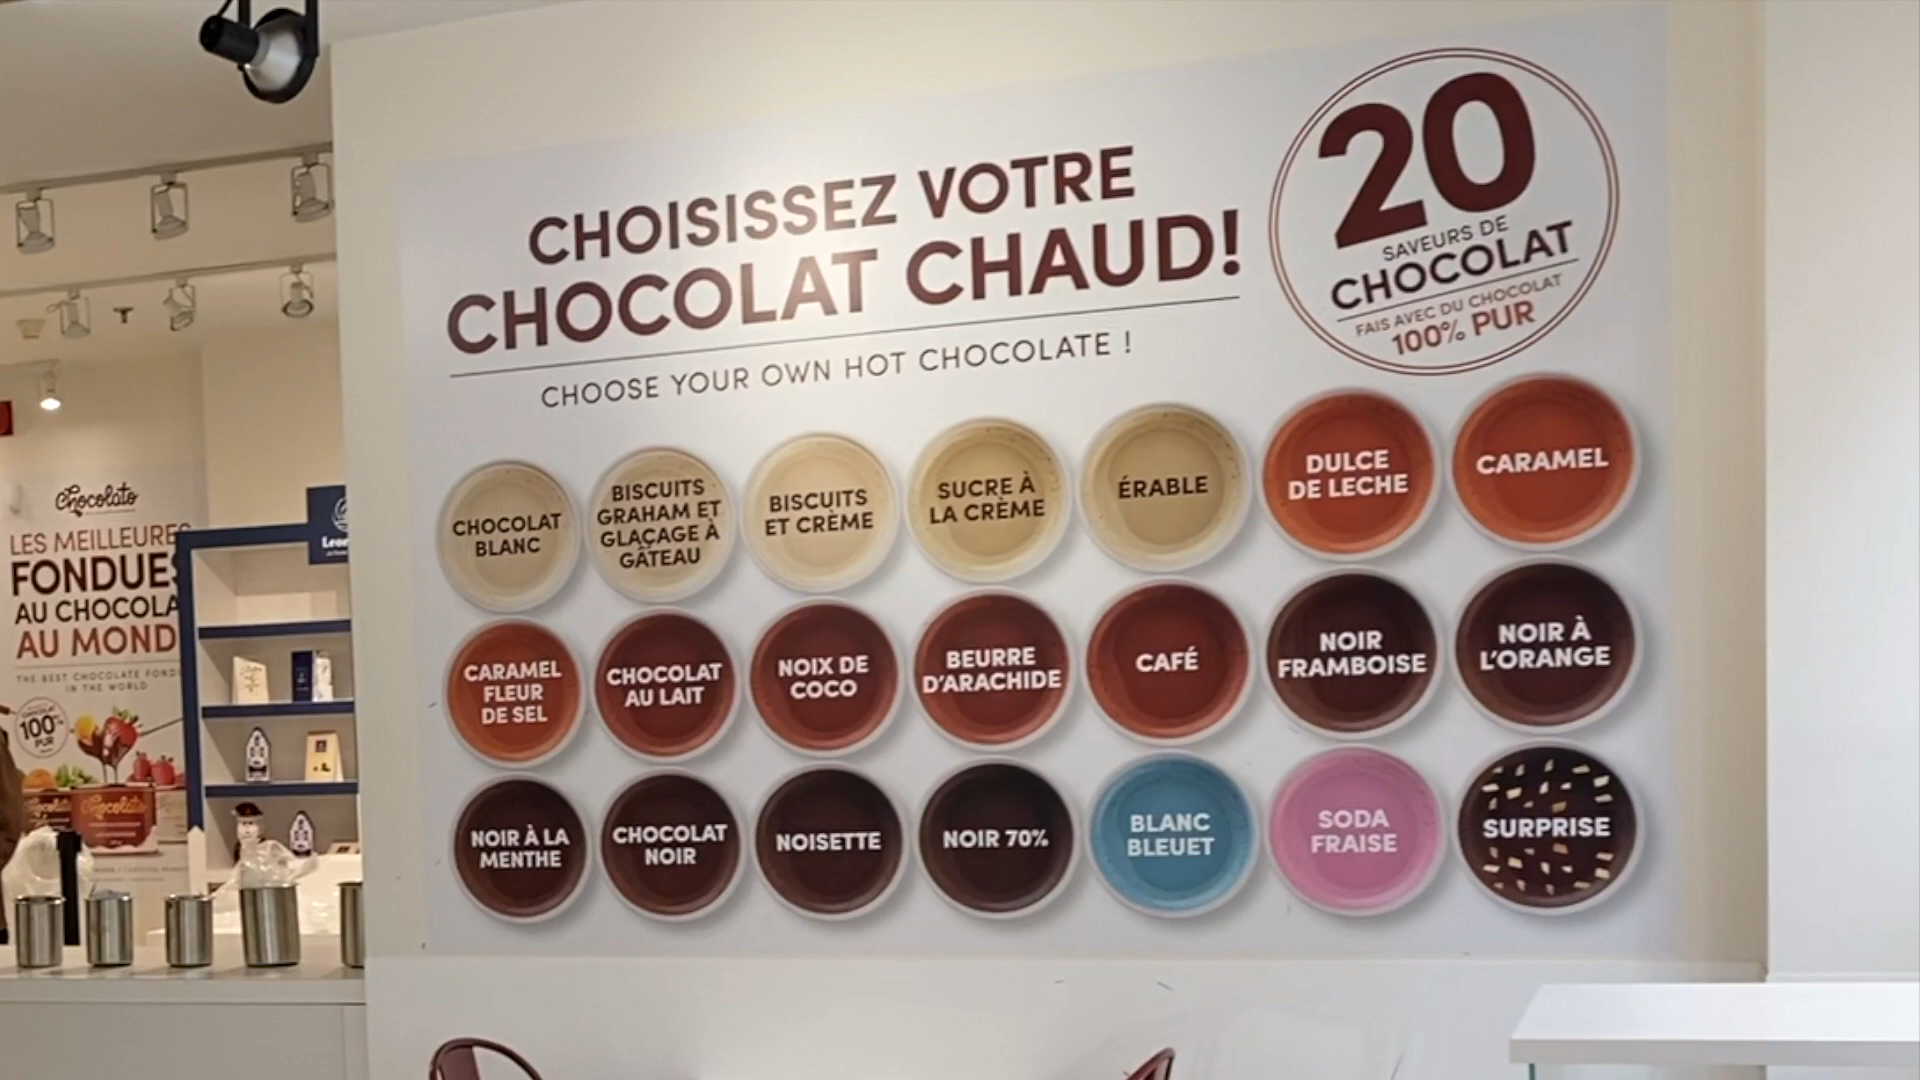 CHOISISSEZ VOTRE
CHOCOLAT CHAUD!
CHOOSE YOUR OWN HOT CHOCOLATE !
20
SAVEURS DE
CHOCOLAT
FAIS AVEC DU CHOCOLAT
100% PUR
CHOCOLAT
BLANC
BISCUITS
GRAHAM ET
GLAÇAGE À
GÂTEAU
BISCUITS
ET CRÈME
SUCRE À
LA CRÈME
ÉRABLE
DULCE
DE LECHE
CARAMEL
CARAMEL
FLEUR
DE SEL
CHOCOLAT
AU LAIT
NOIX DE
COCO
BEURRE
D'ARACHIDE
CAFÉ
NOIR
FRAMBOISE
NOIR À
L'ORANGE
NOIR À LA
MENTHE
CHOCOLAT
NOIR
NOISETTE
NOIR 70%
BLANC
BLEUET
SODA
FRAISE
SURPRISE
Chocolato
LES MEILLEURES
FONDUES
AU CHOCOLA
AU MOND
THE BEST CHOCOLATE FOND
IN THE WORLD
100%
PUR
Chocolato